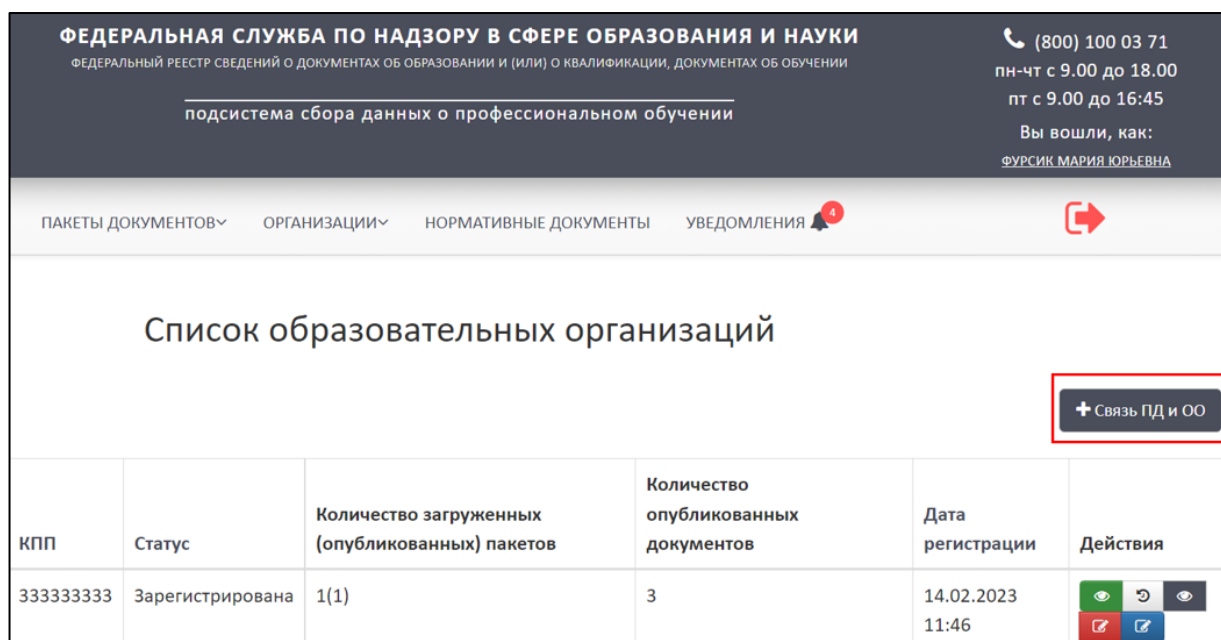 ФЕДЕРАЛЬНАЯ СЛУЖБА ПО НАДЗОРУ В СФЕРЕ ОБРАЗОВАНИЯ И НАУКИ
ФЕДЕРАЛЬНЫЙ РЕЕСТР СВЕДЕНИЙ О ДОКУМЕНТАХ ОБ ОБРАЗОВАНИИ И (ИЛИ) О КВАЛИФИКАЦИИ, ДОКУМЕНТАХ ОБ ОБУЧЕНИИ
подсистема сбора данных о профессиональном обучении
(800) 100 03 71
пн-чт с 9.00 до 18.00
пт с 9.00 до 16:45
Вы вошли, как:
ФУРСИК МАРИЯ ЮРЬЕВНА
ПАКЕТЫ ДОКУМЕНТОВ ОРГАНИЗАЦИИ НОРМАТИВНЫЕ ДОКУМЕНТЫ УВЕДОМЛЕНИЯ 4
Список образовательных организаций
+ Связь ПД и ОО
КПП
Статус
Количество загруженных
(опубликованных) пакетов
Количество
опубликованных
документов
Дата
регистрации
Действия
333333333 Зарегистрирована 1(1) 3 14.02.2023
11:46